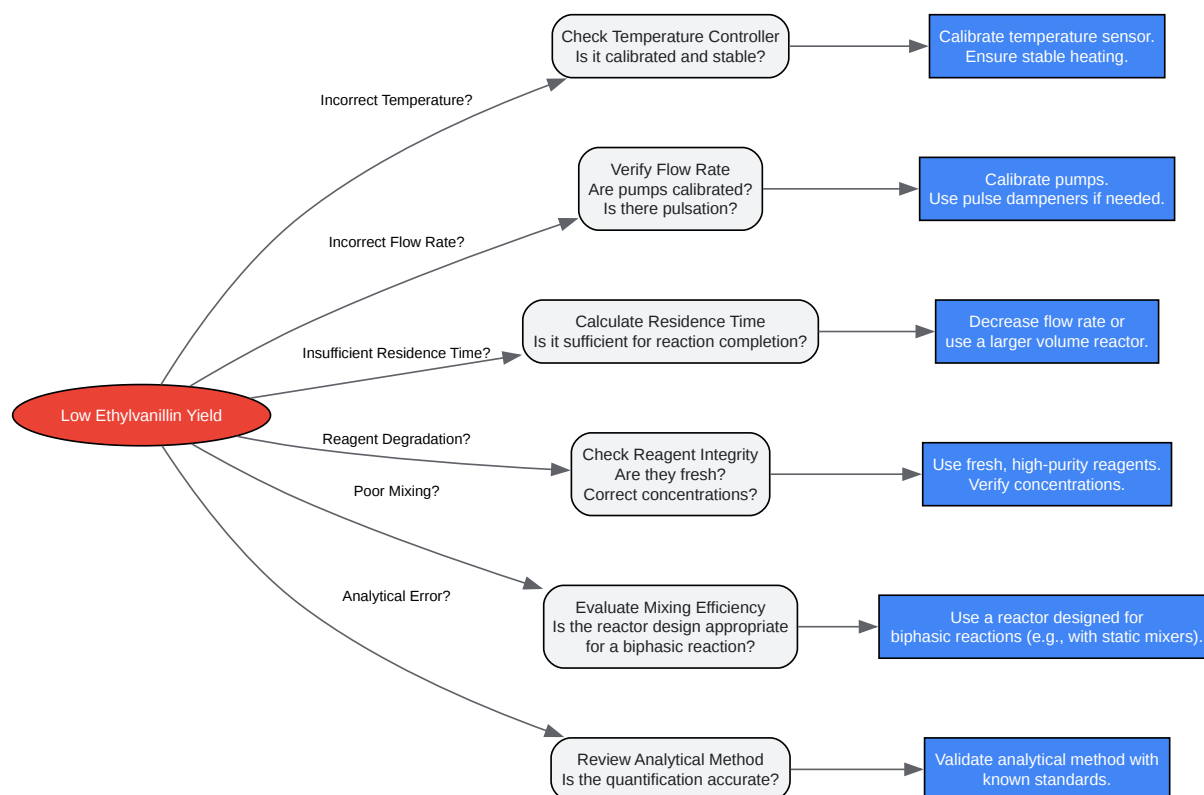 Check Temperature Controller
Is it calibrated and stable?
Calibrate temperature sensor.
Ensure stable heating.
Incorrect Temperature?
Verify Flow Rate
Are pumps calibrated?
Is there pulsation?
Calibrate pumps.
Use pulse dampeners if needed.
Incorrect Flow Rate?
Calculate Residence Time
Is it sufficient for reaction completion?
Decrease flow rate or
use a larger volume reactor.
Insufficient Residence Time?
Low Ethylvanillin Yield
Reagent Degradation?
Check Reagent Integrity
Are they fresh?
Correct concentrations?
Use fresh, high-purity reagents.
Verify concentrations.
Poor Mixing?
Evaluate Mixing Efficiency
Is the reactor design appropriate
for a biphasic reaction?
Use a reactor designed for
biphasic reactions (e.g., with static mixers).
Analytical Error?
Review Analytical Method
Is the quantification accurate?
Validate analytical method with
known standards.